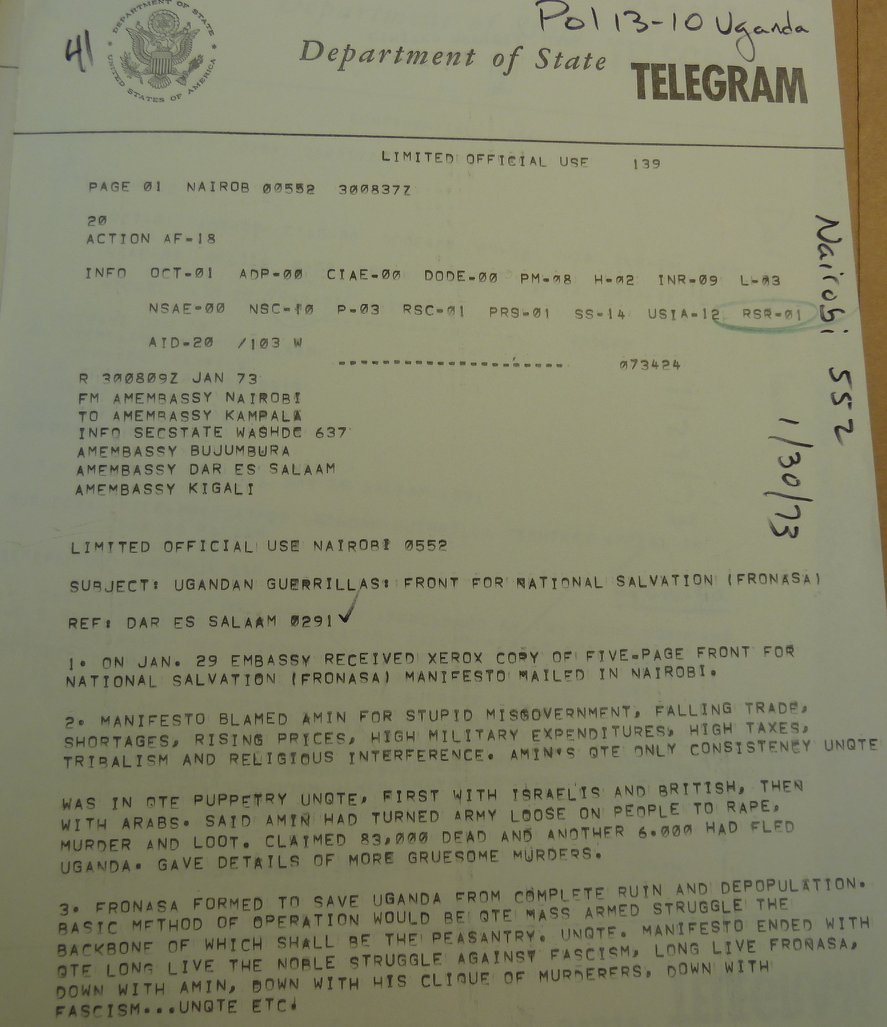 Pol 13-10 Uganda
41
DEPARTMENT OF STATE
UNITED STATES OF AMERICA
Department of State TELEGRAM
LIMITED OFFICIAL USE 139
PAGE 01 NAIROB 00552 300837Z
20
ACTION AF-18
INFO OCT-01 ADP-00 CIAE-00 DODE-00 PM-08 H-02 INR-09 L-03
NSAE-00 NSC-10 P-03 RSC-01 PRS-01 SS-14 USIA-12 RSR-01
AID-20 /103 W
--------------------- 073424
R 300809Z JAN 73
FM AMEMBASSY NAIROBI
TO AMEMBASSY KAMPALA
INFO SECSTATE WASHDC 637
AMEMBASSY BUJUMBURA
AMEMBASSY DAR ES SALAAM
AMEMBASSY KIGALI
Nairobi 552 1/30/73
LIMITED OFFICIAL USE NAIROBI 0552
SUBJECT: UGANDAN GUERRILLAS: FRONT FOR NATIONAL SALVATION (FRONASA)
REF: DAR ES SALAAM 0291
1. ON JAN. 29 EMBASSY RECEIVED XEROX COPY OF FIVE-PAGE FRONT FOR
NATIONAL SALVATION (FRONASA) MANIFESTO MAILED IN NAIROBI.
2. MANIFESTO BLAMED AMIN FOR STUPID MISGOVERNMENT, FALLING TRADE,
SHORTAGES, RISING PRICES, HIGH MILITARY EXPENDITURES, HIGH TAXES,
TRIBALISM AND RELIGIOUS INTERFERENCE. AMIN'S QTE ONLY CONSISTENCY UNQTE
WAS IN QTE PUPPETRY UNQTE, FIRST WITH ISRAELIS AND BRITISH, THEN
WITH ARABS. SAID AMIN HAD TURNED ARMY LOOSE ON PEOPLE TO RAPE,
MURDER AND LOOT. CLAIMED 83,000 DEAD AND ANOTHER 6.000 HAD FLED
UGANDA. GAVE DETAILS OF MORE GRUESOME MURDERS.
3. FRONASA FORMED TO SAVE UGANDA FROM COMPLETE RUIN AND DEPOPULATION.
BASIC METHOD OF OPERATION WOULD BE QTE MASS ARMED STRUGGLE THE
BACKBONE OF WHICH SHALL BE THE PEASANTRY. UNQTE. MANIFESTO ENDED WITH
QTE LONG LIVE THE NOBLE STRUGGLE AGAINST FASCISM, LONG LIVE FRONASA,
DOWN WITH AMIN, DOWN WITH HIS CLIQUE OF MURDERERS, DOWN WITH
FASCISM...UNQTE ETC.